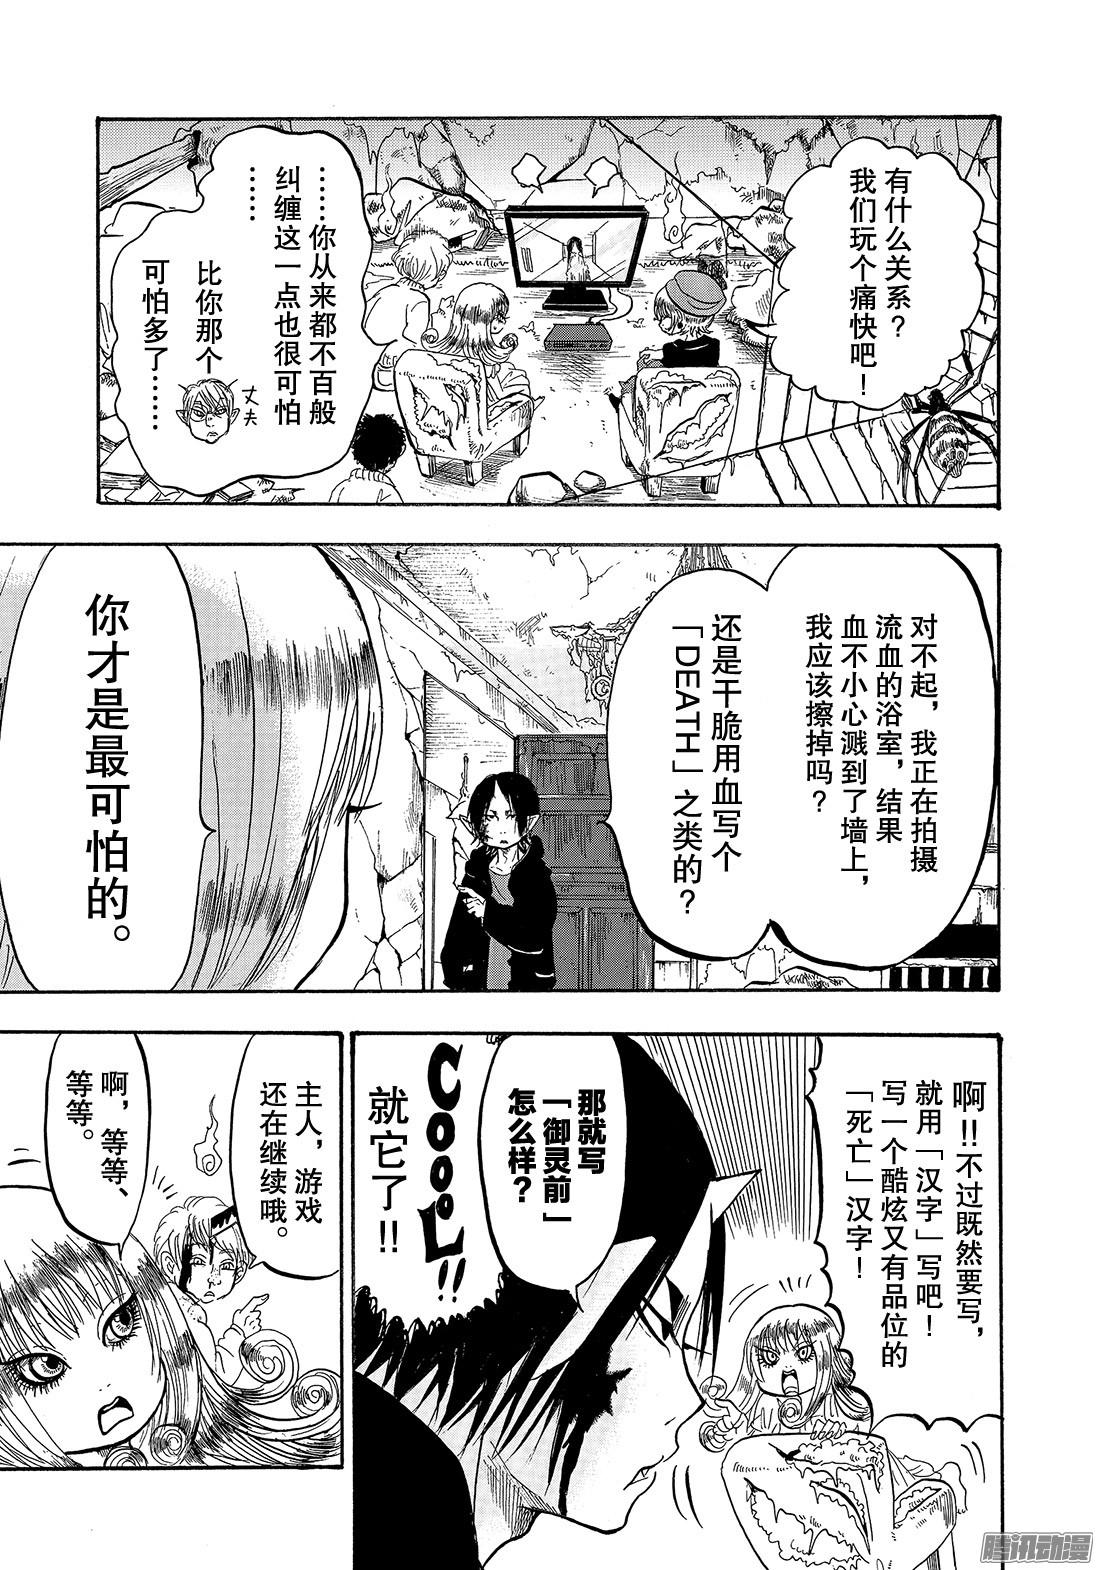 有什么关系？
我们玩个痛快吧！
……你从来都不百般
纠缠这一点也很可怕
……
比你那个
丈夫
可怕多了……
对不起，我正在拍摄
流血的浴室，结果
血不小心溅到了墙上，
我应该擦掉吗？
还是干脆用血写个
「DEATH」之类的？
你才是最可怕的。
啊!!不过既然要写，
就用「汉字」写吧！
写一个酷炫又有品位的
「死亡」汉字！
那就写
「御灵前」
怎么样？
COOOL!!
就它了!!
主人，游戏
还在继续哦。
啊，等等、
等等。
腾讯动漫